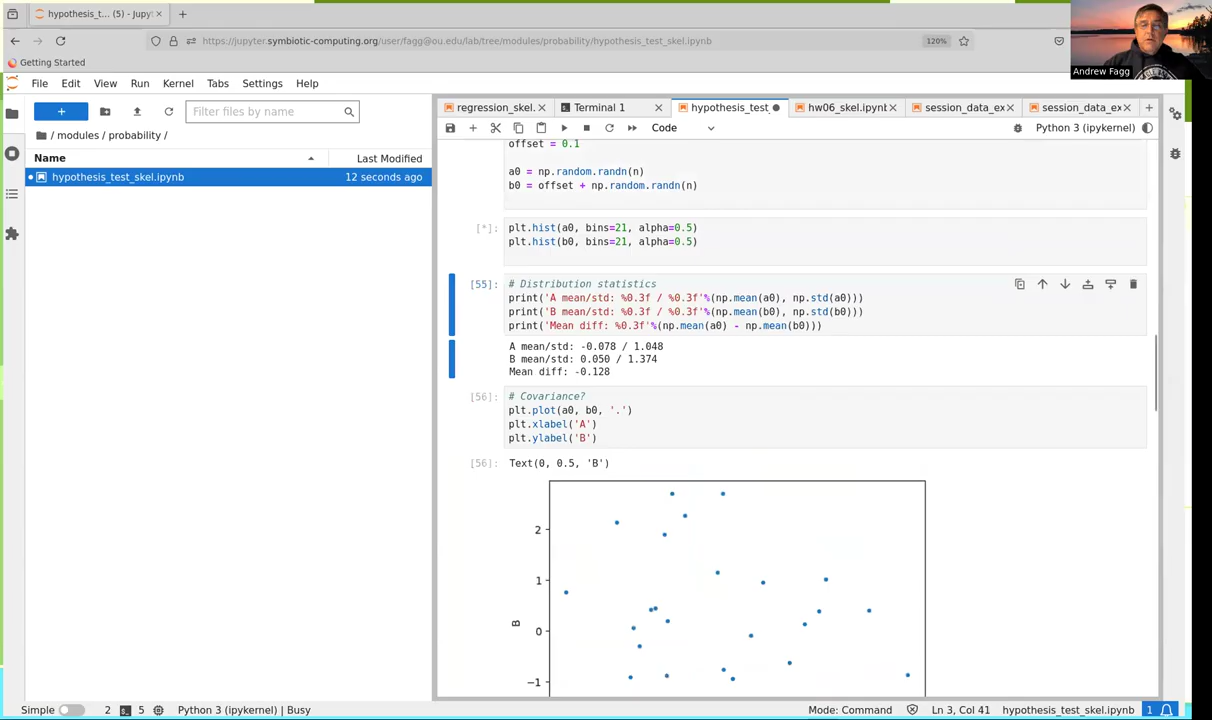 hypothesis_t… (5) - Jupyt
https://jupyter.symbiotic-computing.org/user/fagg@ou.edu/lab/tree/modules/probability/hypothesis_test_skel.ipynb
120%
Getting Started
Andrew Fagg
File Edit View Run Kernel Tabs Settings Help
Filter files by name
/ modules / probability /
Name Last Modified
hypothesis_test_skel.ipynb 12 seconds ago
regression_skel. Terminal 1 hypothesis_test hw06_skel.ipynt session_data_ex session_data_ex
Code Python 3 (ipykernel)
offset = 0.1
a0 = np.random.randn(n)
b0 = offset + np.random.randn(n)
[*]: plt.hist(a0, bins=21, alpha=0.5)
plt.hist(b0, bins=21, alpha=0.5)
[55]: # Distribution statistics
print('A mean/std: %0.3f / %0.3f'%(np.mean(a0), np.std(a0)))
print('B mean/std: %0.3f / %0.3f'%(np.mean(b0), np.std(b0)))
print('Mean diff: %0.3f'%(np.mean(a0) - np.mean(b0)))
A mean/std: -0.078 / 1.048
B mean/std: 0.050 / 1.374
Mean diff: -0.128
[56]: # Covariance?
plt.plot(a0, b0, '.')
plt.xlabel('A')
plt.ylabel('B')
[56]: Text(0, 0.5, 'B')
2
1
0
−1
B
Simple 2 5 Python 3 (ipykernel) | Busy
Mode: Command Ln 3, Col 41 hypothesis_test_skel.ipynb 1